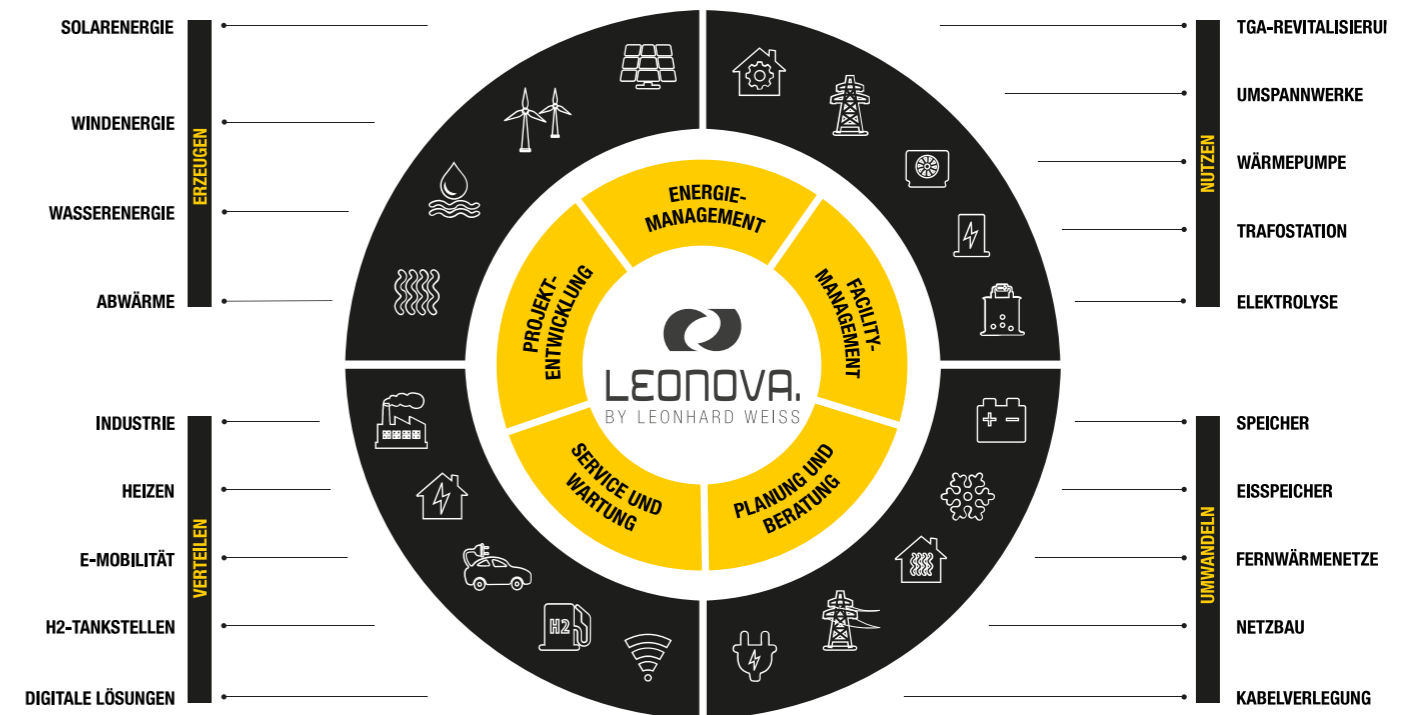 SOLARENERGIE
WINDENERGIE
WASSERENERGIE
ABWÄRME
ERZEUGEN
TGA-REVITALISIERU
UMSPANNWERKE
WÄRMEPUMPE
TRAFOSTATION
ELEKTROLYSE
NUTZEN
ENERGIE-
MANAGEMENT
FACILITY-
MANAGEMENT
PLANUNG UND
BERATUNG
SERVICE UND
WARTUNG
PROJEKT-
ENTWICKLUNG
LEONOVA.
BY LEONHARD WEISS
INDUSTRIE
HEIZEN
E-MOBILITÄT
H2-TANKSTELLEN
DIGITALE LÖSUNGEN
VERTEILEN
H2
SPEICHER
EISSPEICHER
FERNWÄRMENETZE
NETZBAU
KABELVERLEGUNG
UMWANDELN